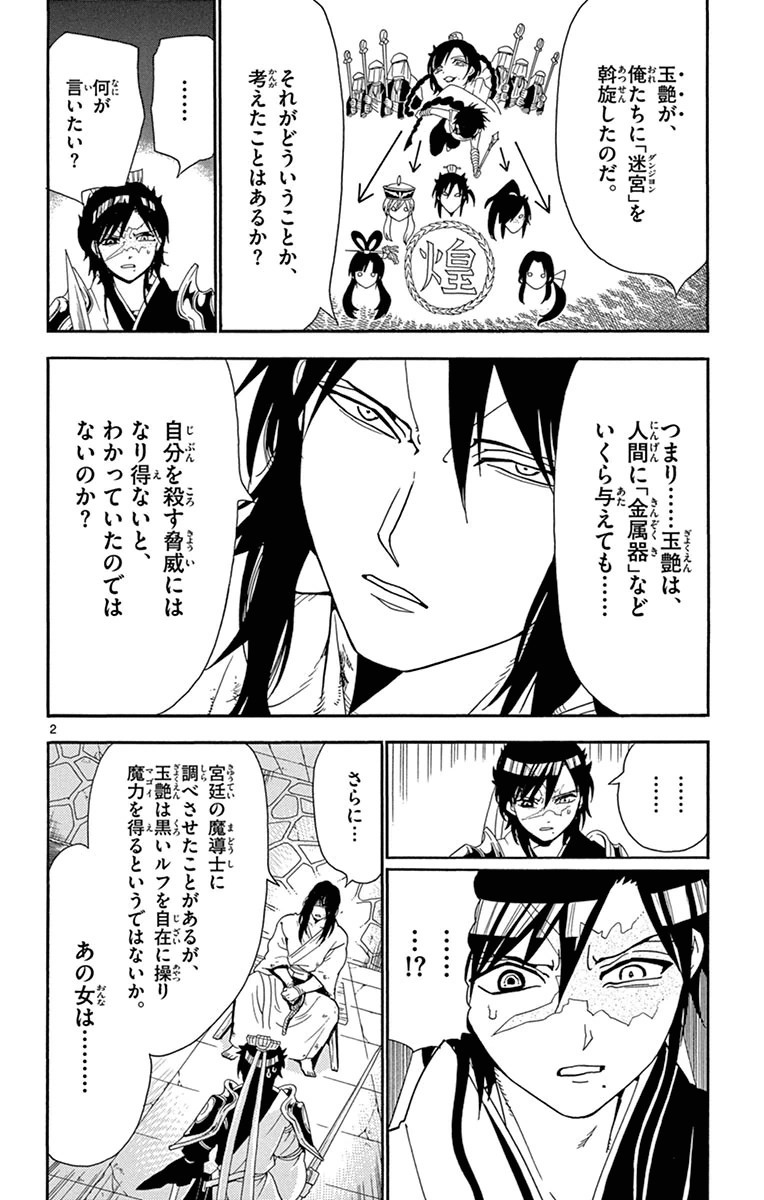 玉艶が、
俺たちに「迷宮」を
斡旋したのだ。
煌
それがどういうことか、
考えたことはあるか?
……
何が
言いたい?
つまり……玉艶は、
人間に「金属器」など
いくら与えても……
自分を殺す脅威には
なり得ないと、
わかっていたのでは
ないのか?
2
……
……
…!?
さらに…
宮廷の魔導士に
調べさせたことがあるが、
玉艶は黒いルフを自在に操り
魔力を得るというではないか。
あの女は………